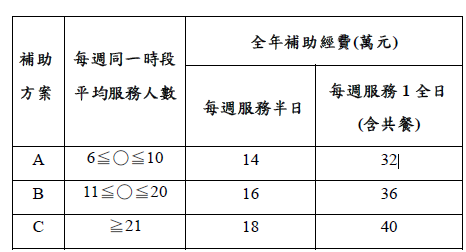 補助方案 每週同一時段平均服務人數 全年補助經費(萬元)
每週服務半日 每週服務1全日(含共餐)
A 6≦○≦10 14 32
B 11≦○≦20 16 36
C ≧21 18 40